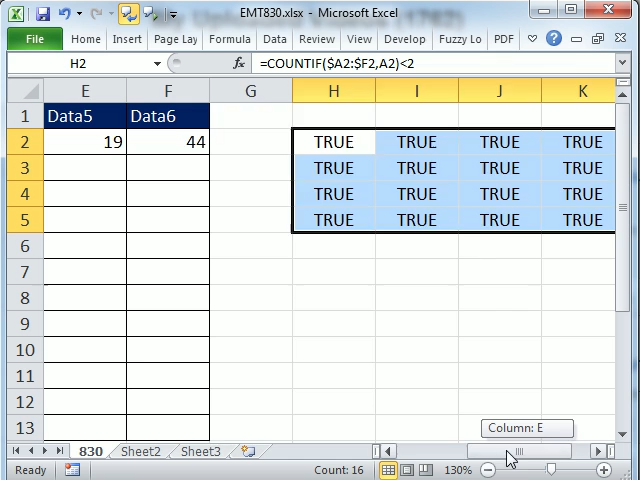 EMT830.xlsx - Microsoft Excel
File Home Insert Page Lay Formula Data Review View Develop Fuzzy Lo PDF
H2 fx =COUNTIF($A2:$F2,A2)<2
E F G H I J K
1 Data5 Data6
2 19 44 TRUE TRUE TRUE TRUE
3 TRUE TRUE TRUE TRUE
4 TRUE TRUE TRUE TRUE
5 TRUE TRUE TRUE TRUE
6
7
8
9
10
11
12
13
Column: E
830 Sheet2 Sheet3
Ready Count: 16 130%